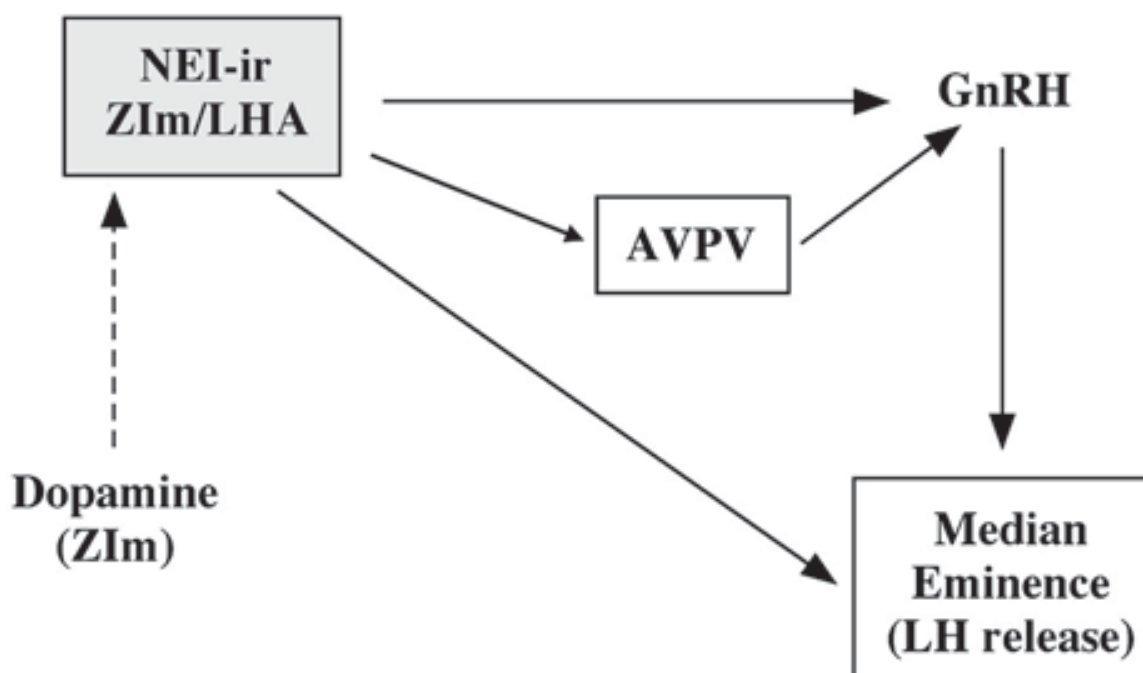 NEI-ir
ZIm/LHA
GnRH
AVPV
Dopamine
(ZIm)
Median
Eminence
(LH release)